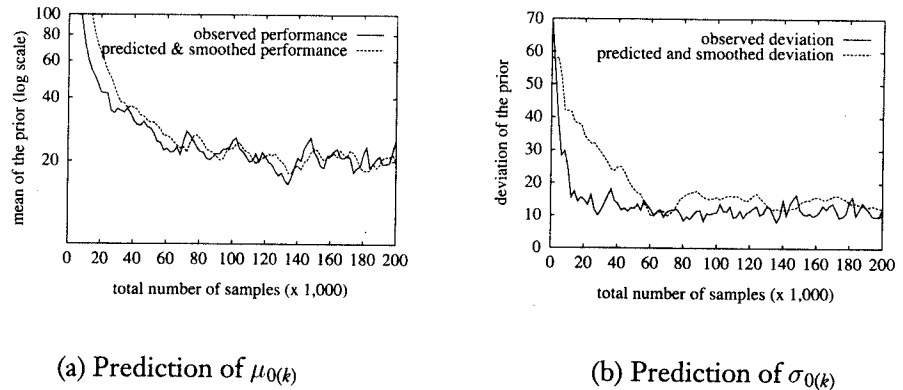 100
80
60
40
20
0 20 40 60 80 100 120 140 160 180 200
mean of the prior (log scale)
total number of samples (x 1,000)
observed performance
predicted & smoothed performance
(a) Prediction of μ0(k)
70
60
50
40
30
20
10
0
0 20 40 60 80 100 120 140 160 180 200
deviation of the prior
total number of samples (x 1,000)
observed deviation
predicted and smoothed deviation
(b) Prediction of σ0(k)